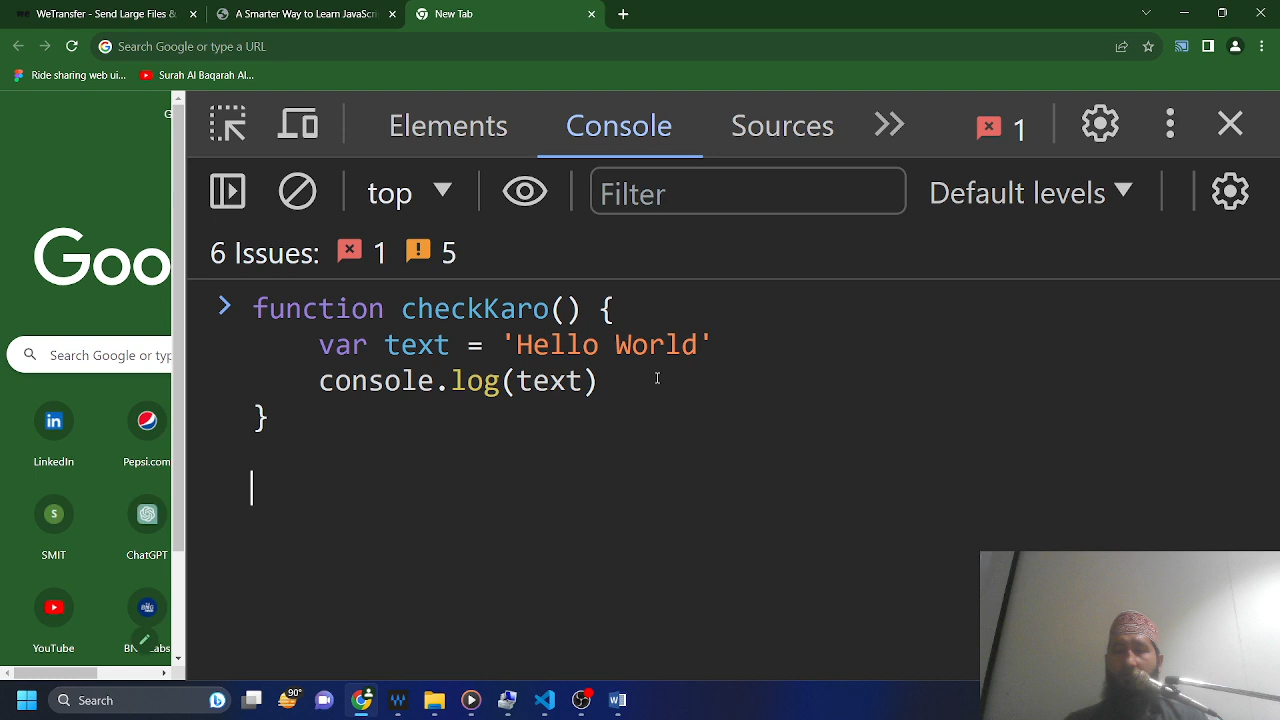 WeTransfer - Send Large Files &
A Smarter Way to Learn JavaScri
New Tab
Search Google or type a URL
Ride sharing web ui...
Surah Al Baqarah Al...
G
Elements
Console
Sources
1
top
Filter
Default levels
6 Issues:
1
5
function checkKaro() {
var text = 'Hello World'
console.log(text)
}
Goo
Search Google or typ
in
LinkedIn
Pepsi.com
S
SMIT
ChatGPT
BNG
YouTube
Search
90°